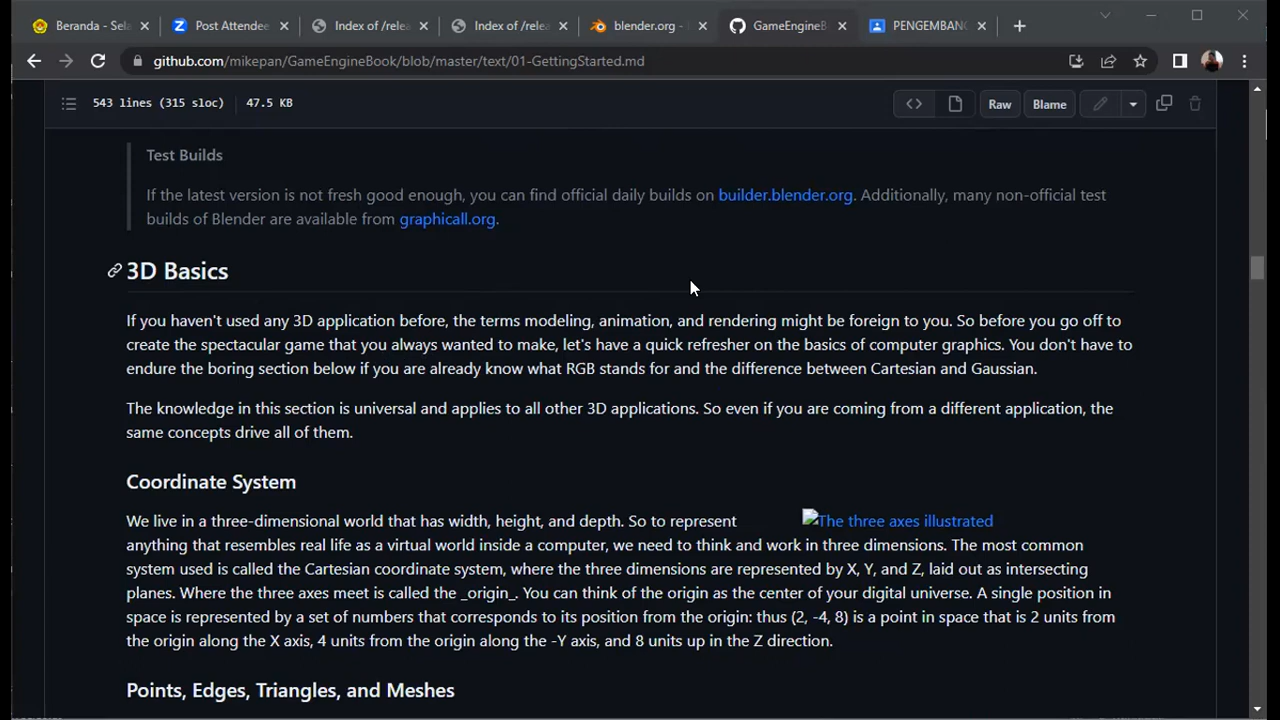 Beranda - Sela
Post Attendee
Index of /relea
Index of /relea
blender.org -
GameEngineB
PENGEMBANG
github.com/mikepan/GameEngineBook/blob/master/text/01-GettingStarted.md
543 lines (315 sloc) 47.5 KB
Raw
Blame
Test Builds
If the latest version is not fresh good enough, you can find official daily builds on builder.blender.org. Additionally, many non-official test
builds of Blender are available from graphicall.org.
3D Basics
If you haven't used any 3D application before, the terms modeling, animation, and rendering might be foreign to you. So before you go off to
create the spectacular game that you always wanted to make, let's have a quick refresher on the basics of computer graphics. You don't have to
endure the boring section below if you are already know what RGB stands for and the difference between Cartesian and Gaussian.
The knowledge in this section is universal and applies to all other 3D applications. So even if you are coming from a different application, the
same concepts drive all of them.
Coordinate System
We live in a three-dimensional world that has width, height, and depth. So to represent
The three axes illustrated
anything that resembles real life as a virtual world inside a computer, we need to think and work in three dimensions. The most common
system used is called the Cartesian coordinate system, where the three dimensions are represented by X, Y, and Z, laid out as intersecting
planes. Where the three axes meet is called the _origin_. You can think of the origin as the center of your digital universe. A single position in
space is represented by a set of numbers that corresponds to its position from the origin: thus (2, -4, 8) is a point in space that is 2 units from
the origin along the X axis, 4 units from the origin along the -Y axis, and 8 units up in the Z direction.
Points, Edges, Triangles, and Meshes